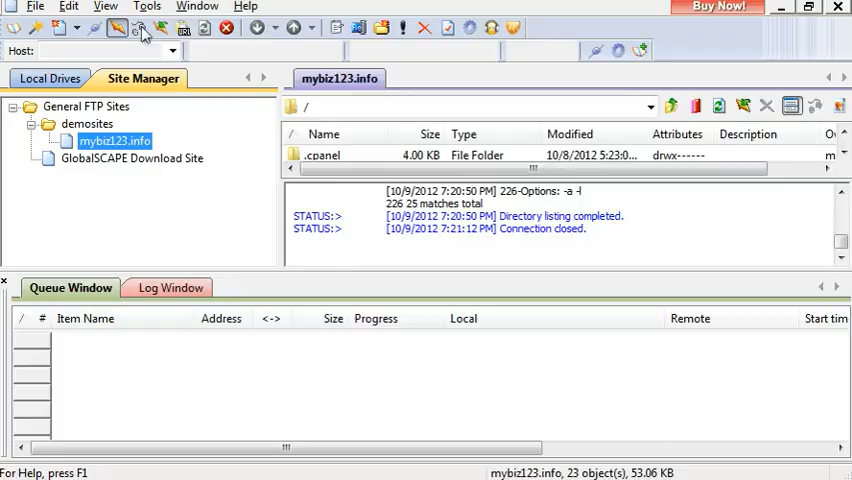 File Edit View Tools Window Help Buy Now!
Host:
Local Drives Site Manager mybiz123.info
General FTP Sites
demosites
mybiz123.info
GlobalSCAPE Download Site
/
/ Name Size Type Modified Attributes Description
.cpanel 4.00 KB File Folder 10/8/2012 5:23:0... drwx------
[10/9/2012 7:20:50 PM] 226-Options: -a -l
226 25 matches total
STATUS:> [10/9/2012 7:20:50 PM] Directory listing completed.
STATUS:> [10/9/2012 7:21:12 PM] Connection closed.
Queue Window Log Window
/ # Item Name Address <-> Size Progress Local Remote Start tim
For Help, press F1 mybiz123.info, 23 object(s), 53.06 KB